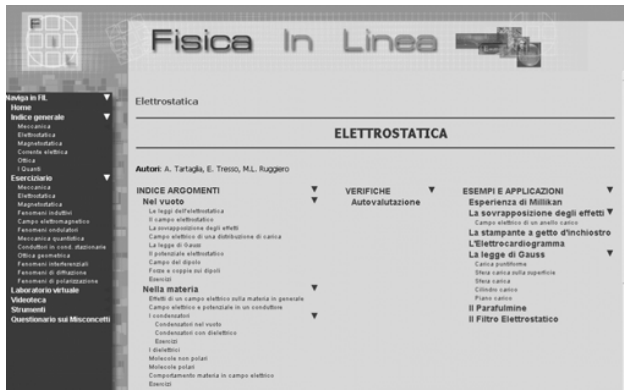 F I L
Fisica In Linea
Naviga in FIL
Home
Indice generale
Meccanica
Elettrostatica
Magnetostatica
Corrente elettrica
Ottica
I Quanti
Eserciziario
Meccanica
Elettrostatica
Magnetostatica
Fenomeni induttivi
Campo elettromagnetico
Fenomeni ondulatori
Meccanica quantistica
Conduttori in cond. stazionarie
Ottica geometrica
Fenomeni interferenziali
Fenomeni di diffrazione
Fenomeni di polarizzazione
Laboratorio virtuale
Videoteca
Strumenti
Questionario sui Misconcetti
Elettrostatica
ELETTROSTATICA
Autori: A. Tartaglia, E. Tresso, M.L. Ruggiero
INDICE ARGOMENTI
Nel vuoto
Le leggi dell'elettrostatica
Il campo elettrostatico
La sovrapposizione degli effetti
Campo elettrico di una distribuzione di carica
La legge di Gauss
Il potenziale elettrostatico
Campo del dipolo
Forze e coppie sui dipoli
Esercizi
Nella materia
Effetti di un campo elettrico sulla materia in generale
Campo elettrico e potenziale in un conduttore
I condensatori
Condensatori nel vuoto
Condensatori con dielettrico
Esercizi
I dielettrici
Molecole non polari
Molecole polari
Comportamento materia in campo elettrico
Esercizi
VERIFICHE
Autovalutazione
ESEMPI E APPLICAZIONI
Esperienza di Millikan
La sovrapposizione degli effetti
Campo elettrico di un anello carico
La stampante a getto d'inchiostro
L'Elettrocardiogramma
La legge di Gauss
Carica puntiforme
Sfera carica sulla superficie
Sfera carica
Cilindro carico
Piano carico
Il Parafulmine
Il Filtro Elettrostatico